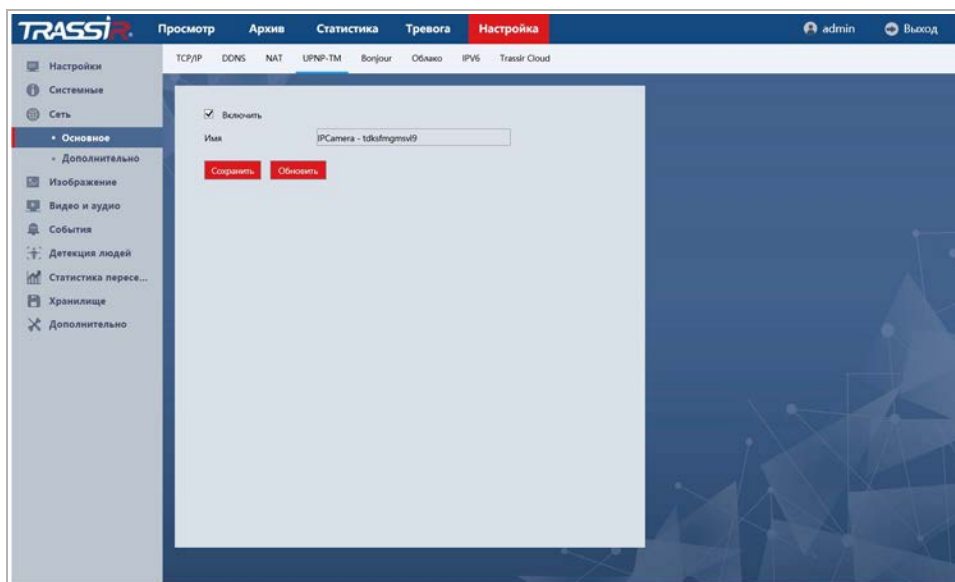 TRASSIR
Просмотр Архив Статистика Тревога Настройка admin Выход
TCP/IP DDNS NAT UPNP-TM Bonjour Облако IPV6 Trassir Cloud
Настройки
Системные
Сеть
Основное
Дополнительно
Изображение
Видео и аудио
События
Детекция людей
Статистика пересе...
Хранилище
Дополнительно
Включить
Имя IPCamera - tdksfmgmsvl9
Сохранить Обновить